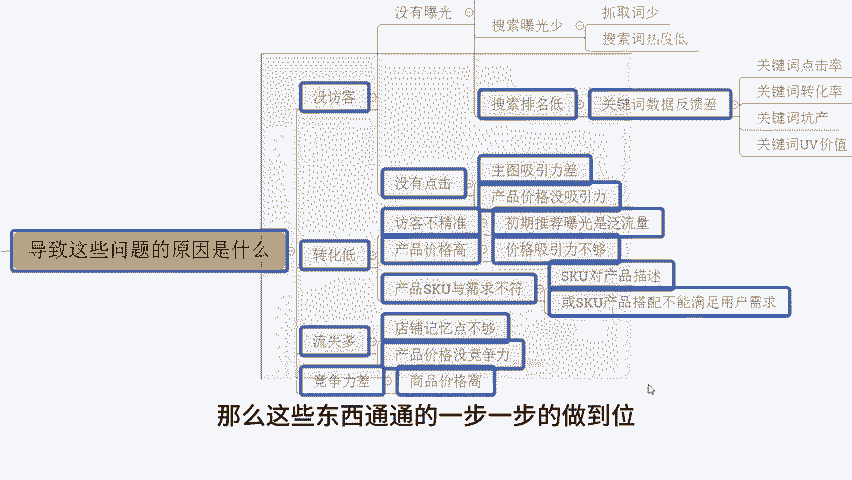 没有曝光
抓取词少
搜索曝光少
搜索词热度低
关键词点击率
没访客
关键词转化率
搜索排名低
关键词数据反馈差
关键词坑产
关键词UV价值
主图吸引力差
没有点击
产品价格没吸引力
访客不精准
初期推荐曝光是泛流量
导致这些问题的原因是什么
转化低
产品价格高
价格吸引力不够
SKU对产品描述
产品SKU与需求不符
或SKU产品搭配不能满足用户需求
店铺记忆点不够
流失多
产品价格没竞争力
竞争力差
商品价格高
那么这些东西通通的一步一步的做到位